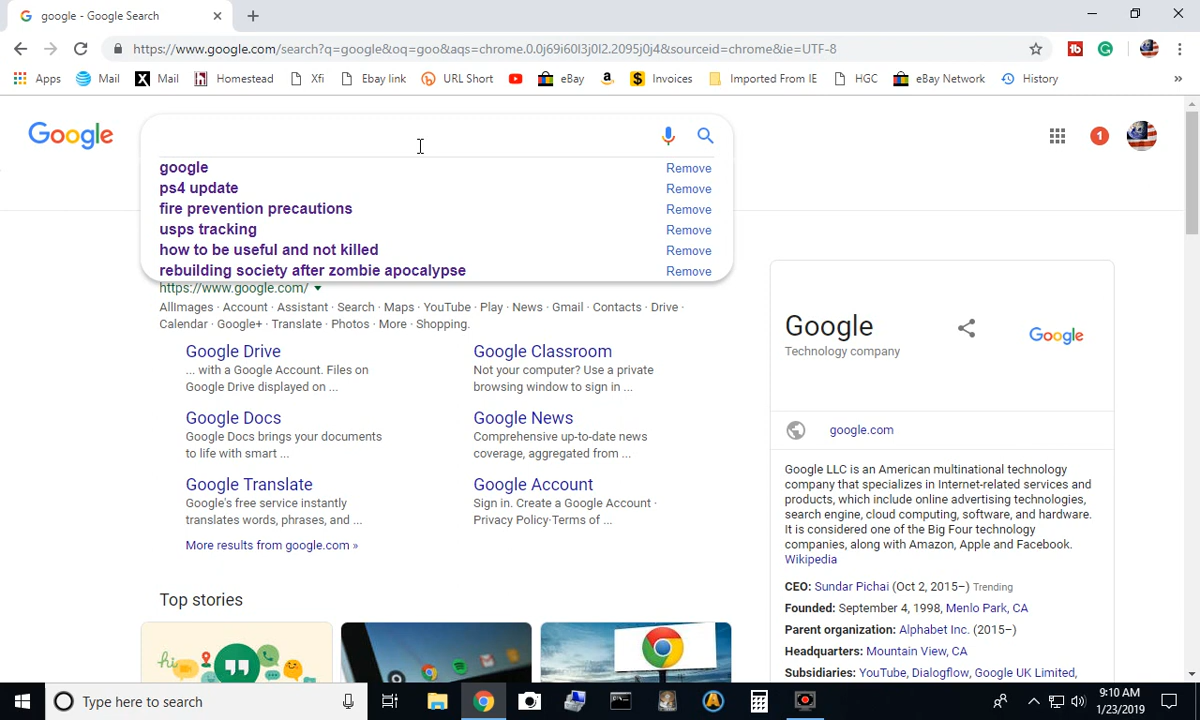 google - Google Search
https://www.google.com/search?q=google&oq=goo&aqs=chrome.0.0j69i60l3j0l2.2095j0j4&sourceid=chrome&ie=UTF-8
Apps Mail X Mail Homestead Xfi Ebay link URL Short eBay a $ Invoices Imported From IE HGC eBay Network History »
Google
1
google Remove
ps4 update Remove
fire prevention precautions Remove
usps tracking Remove
how to be useful and not killed Remove
rebuilding society after zombie apocalypse Remove
https://www.google.com/
AllImages · Account · Assistant · Search · Maps · YouTube · Play · News · Gmail · Contacts · Drive ·
Calendar · Google+ · Translate · Photos · More · Shopping.
Google Drive
... with a Google Account. Files on
Google Drive displayed on ...
Google Classroom
Not your computer? Use a private
browsing window to sign in ...
Google Docs
Google Docs brings your documents
to life with smart ...
Google News
Comprehensive up-to-date news
coverage, aggregated from ...
Google Translate
Google's free service instantly
translates words, phrases, and ...
Google Account
Sign in. Create a Google Account ·
Privacy Policy·Terms of ...
More results from google.com »
Top stories
hi
Google
Technology company
Google
google.com
Google LLC is an American multinational technology
company that specializes in Internet-related services and
products, which include online advertising technologies,
search engine, cloud computing, software, and hardware.
It is considered one of the Big Four technology
companies, along with Amazon, Apple and Facebook.
Wikipedia
CEO: Sundar Pichai (Oct 2, 2015–) Trending
Founded: September 4, 1998, Menlo Park, CA
Parent organization: Alphabet Inc. (2015–)
Headquarters: Mountain View, CA
Subsidiaries: YouTube, Dialogflow, Google UK Limited,
Type here to search
9:10 AM
1/23/2019